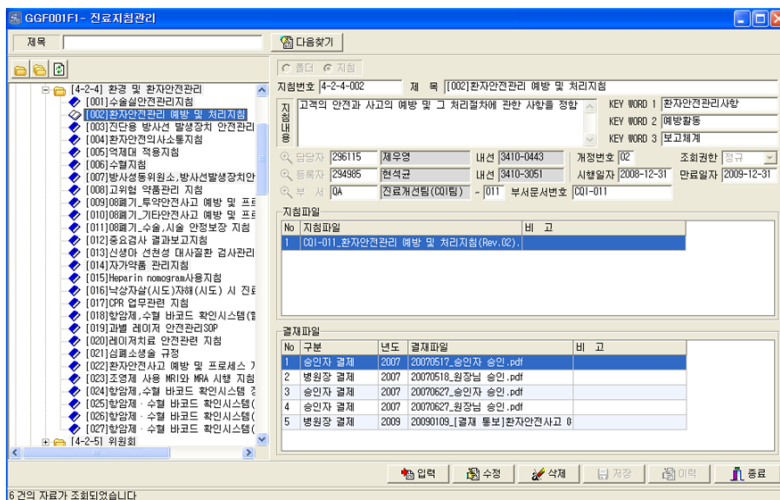 GGF001F1- 진료지침관리
제목
다음찾기
폴더 지침
[4-2-4] 환경 및 환자안전관리
[001]수술실안전관리지침
[002]환자안전관리 예방 및 처리지침
[003]진단용 방사선 발생장치 안전관리
[004]환자안전의사소통지침
[005]억제대 적용지침
[006]수혈지침
[007]방사성동위원소,방사선발생장치안
[008]고위험 약품관리 지침
[009]08폐기_투약안전사고 예방 및 프로
[010]08폐기_기타안전사고 예방 및 프로
[011]08폐기_수술,시술 안정보장 지침
[012]중요검사 결과보고지침
[013]신생아 선천성 대사질환 검사관리
[014]자가약품 관리지침
[015]Heparin nomogram사용지침
[016]낙상자살(시도)자해(시도) 시 진료
[017]CPR 업무관련 지침
[018]항암제,수혈 바코드 확인시스템(
[019]과별 레이저 안전관리SOP
[020]레이저치료 안전관련 지침
[021]심폐소생술 규정
[022]환자안전사고 예방 및 프로세스
[023]조영제 사용 MRI와 MRA 시행 지침
[024]항암제,수혈 바코드 확인시스템
[025]항암제 · 수혈 바코드 확인시스템(
[026]항암제 · 수혈 바코드 확인시스템(
[027]항암제 · 수혈 바코드 확인시스템(
[4-2-5] 위원회
지침번호 4-2-4-002 제 목 [002]환자안전관리 예방 및 처리지침
지침내용 고객의 안전과 사고의 예방 및 그 처리절차에 관한 사항을 정함
KEY WORD 1 환자안전관리사항
KEY WORD 2 예방활동
KEY WORD 3 보고체계
담당자 296115 제우영 내선 3410-0443 개정번호 02 조회권한 정규
등록자 294985 현석균 내선 3410-3051 시행일자 2008-12-31 만료일자 2009-12-31
부 서 QA 진료개선팀(CQI팀) - 011 부서문서번호 CQI-011
지침파일
No 지침파일 비 고
1 CQI-011_환자안전관리 예방 및 처리지침(Rev.02).
결재파일
No 구분 년도 결재파일 비 고
1 승인자 결제 2007 20070517_승인자 승인.pdf
2 병원장 결제 2007 20070518_원장님 승인.pdf
3 승인자 결제 2007 20070627_승인자 승인.pdf
4 승인자 결제 2007 20070627_원장님 승인.pdf
5 병원장 결제 2009 20090109_[결재 통보]환자안전사고
입력 수정 삭제 저장 이력 종료
6 건의 자료가 조회되었습니다